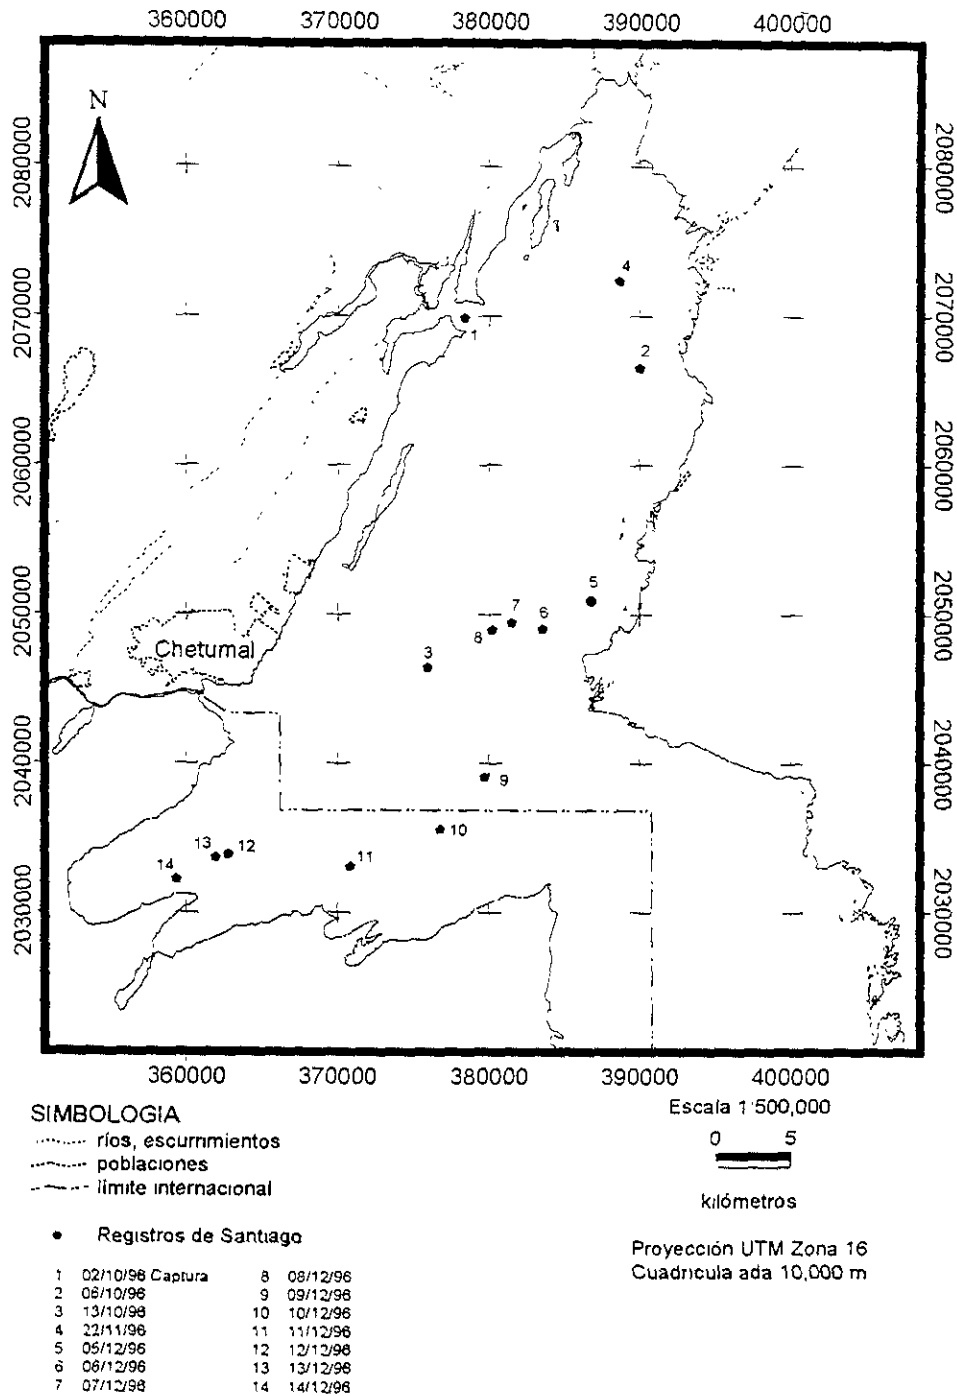 360000 370000 380000 390000 400000
N
2080000 2080000
2070000 2070000
2060000 2060000
2050000 2050000
2040000 2040000
2030000 2030000
4
1
2
5
7
6
8
3
Chetumal
9
10
13
12
11
14
360000 370000 380000 390000 400000
SIMBOLOGIA
ríos, escurrimientos
poblaciones
límite internacional
Registros de Santiago
1 02/10/96 Captura
2 06/10/96
3 13/10/96
4 22/11/96
5 05/12/96
6 06/12/96
7 07/12/96
8 08/12/96
9 09/12/96
10 10/12/96
11 11/12/96
12 12/12/96
13 13/12/96
14 14/12/96
Escala 1:500,000
0 5
kilómetros
Proyección UTM Zona 16
Cuadricula ada 10,000 m